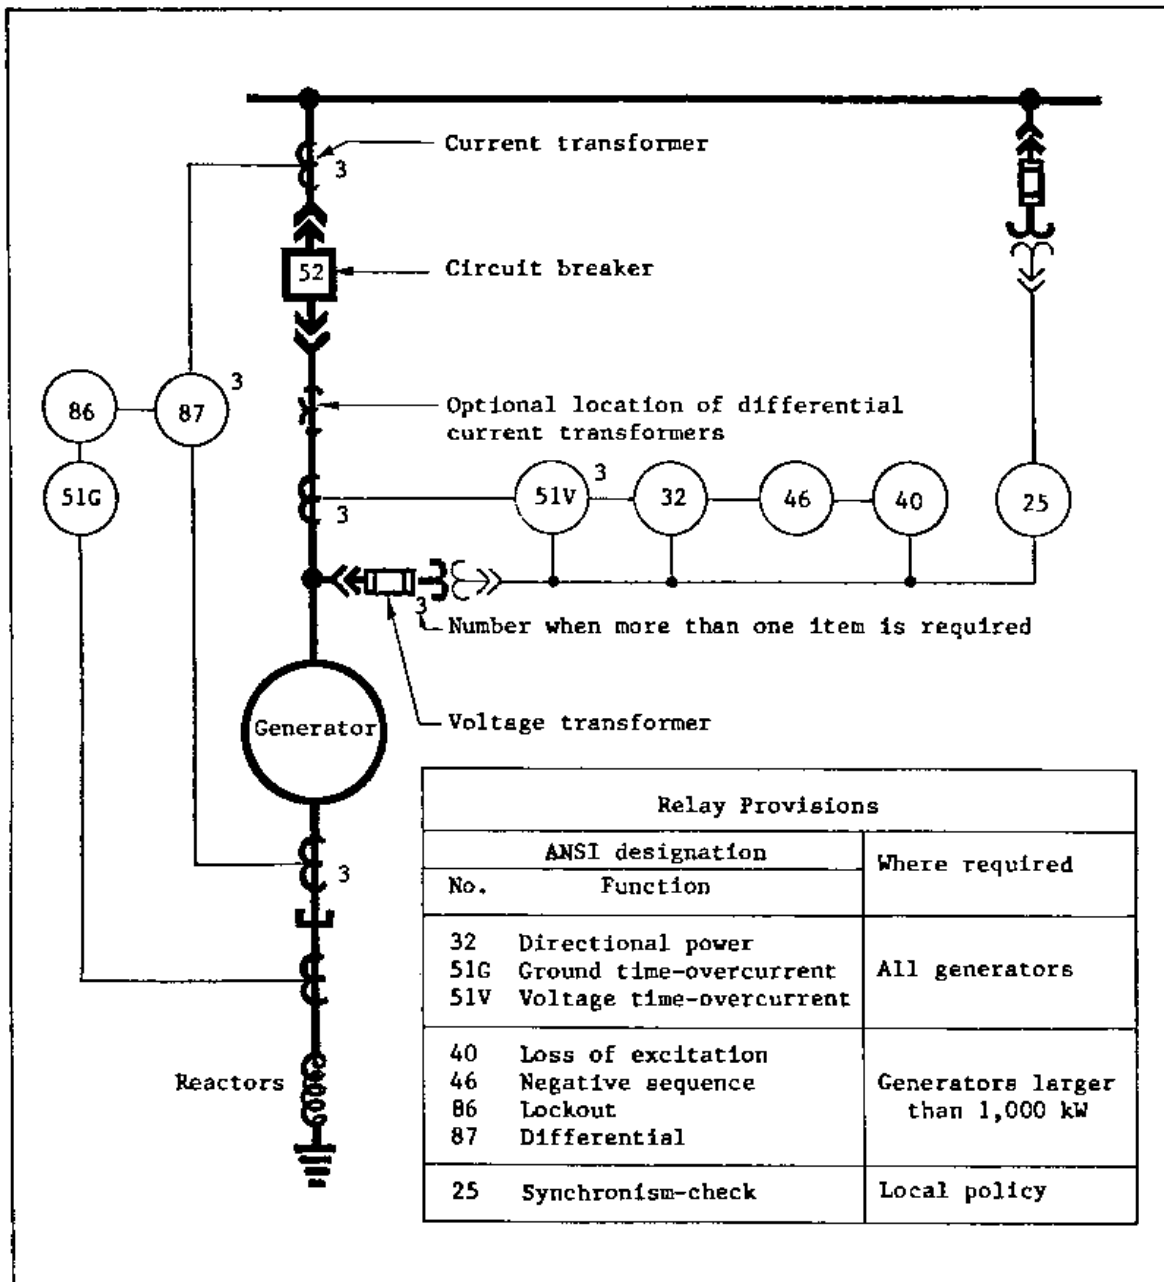 Current transformer
3
52
Circuit breaker
3
86
87
Optional location of differential
current transformers
51G
51V
3
32
46
40
25
3
3
Number when more than one item is required
Generator
Voltage transformer
3
Reactors
Relay Provisions
ANSI designation
Where required
No. Function
32 Directional power
51G Ground time-overcurrent
51V Voltage time-overcurrent
All generators
40 Loss of excitation
46 Negative sequence
86 Lockout
87 Differential
Generators larger
than 1,000 kW
25 Synchronism-check
Local policy